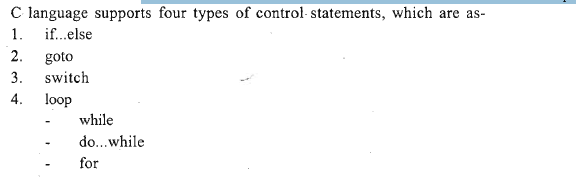 C language supports four types of control statements, which are as-
1. if...else
2. goto
3. switch
4. loop
- while
- do...while
- for